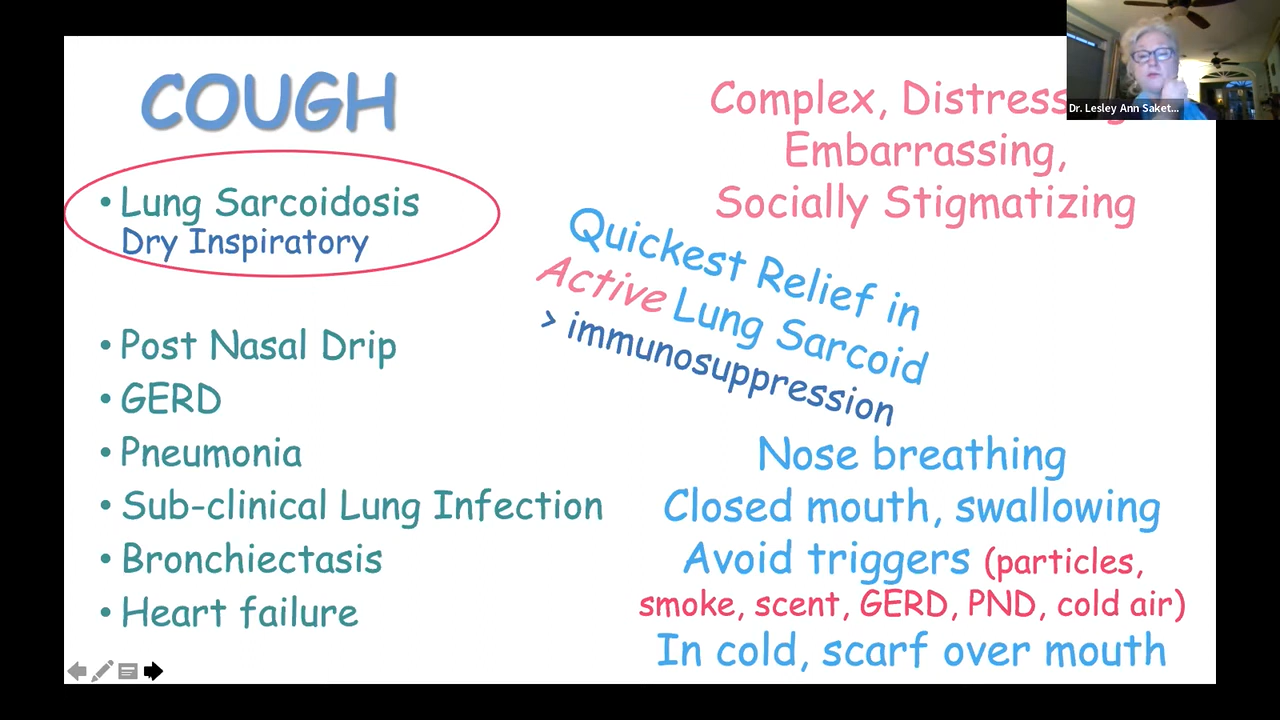 COUGH
• Lung Sarcoidosis
Dry Inspiratory
• Post Nasal Drip
• GERD
• Pneumonia
• Sub-clinical Lung Infection
• Bronchiectasis
• Heart failure
Complex,
Embarrassing,
Socially Stigmatizing
Quickest Relief in
Active Lung Sarcoid
> immunosuppression
Nose breathing
Closed mouth, swallowing
Avoid triggers (particles,
smoke, scent, GERD, PND, cold air)
In cold, scarf over mouth
Dr. Lesley Ann Saket...